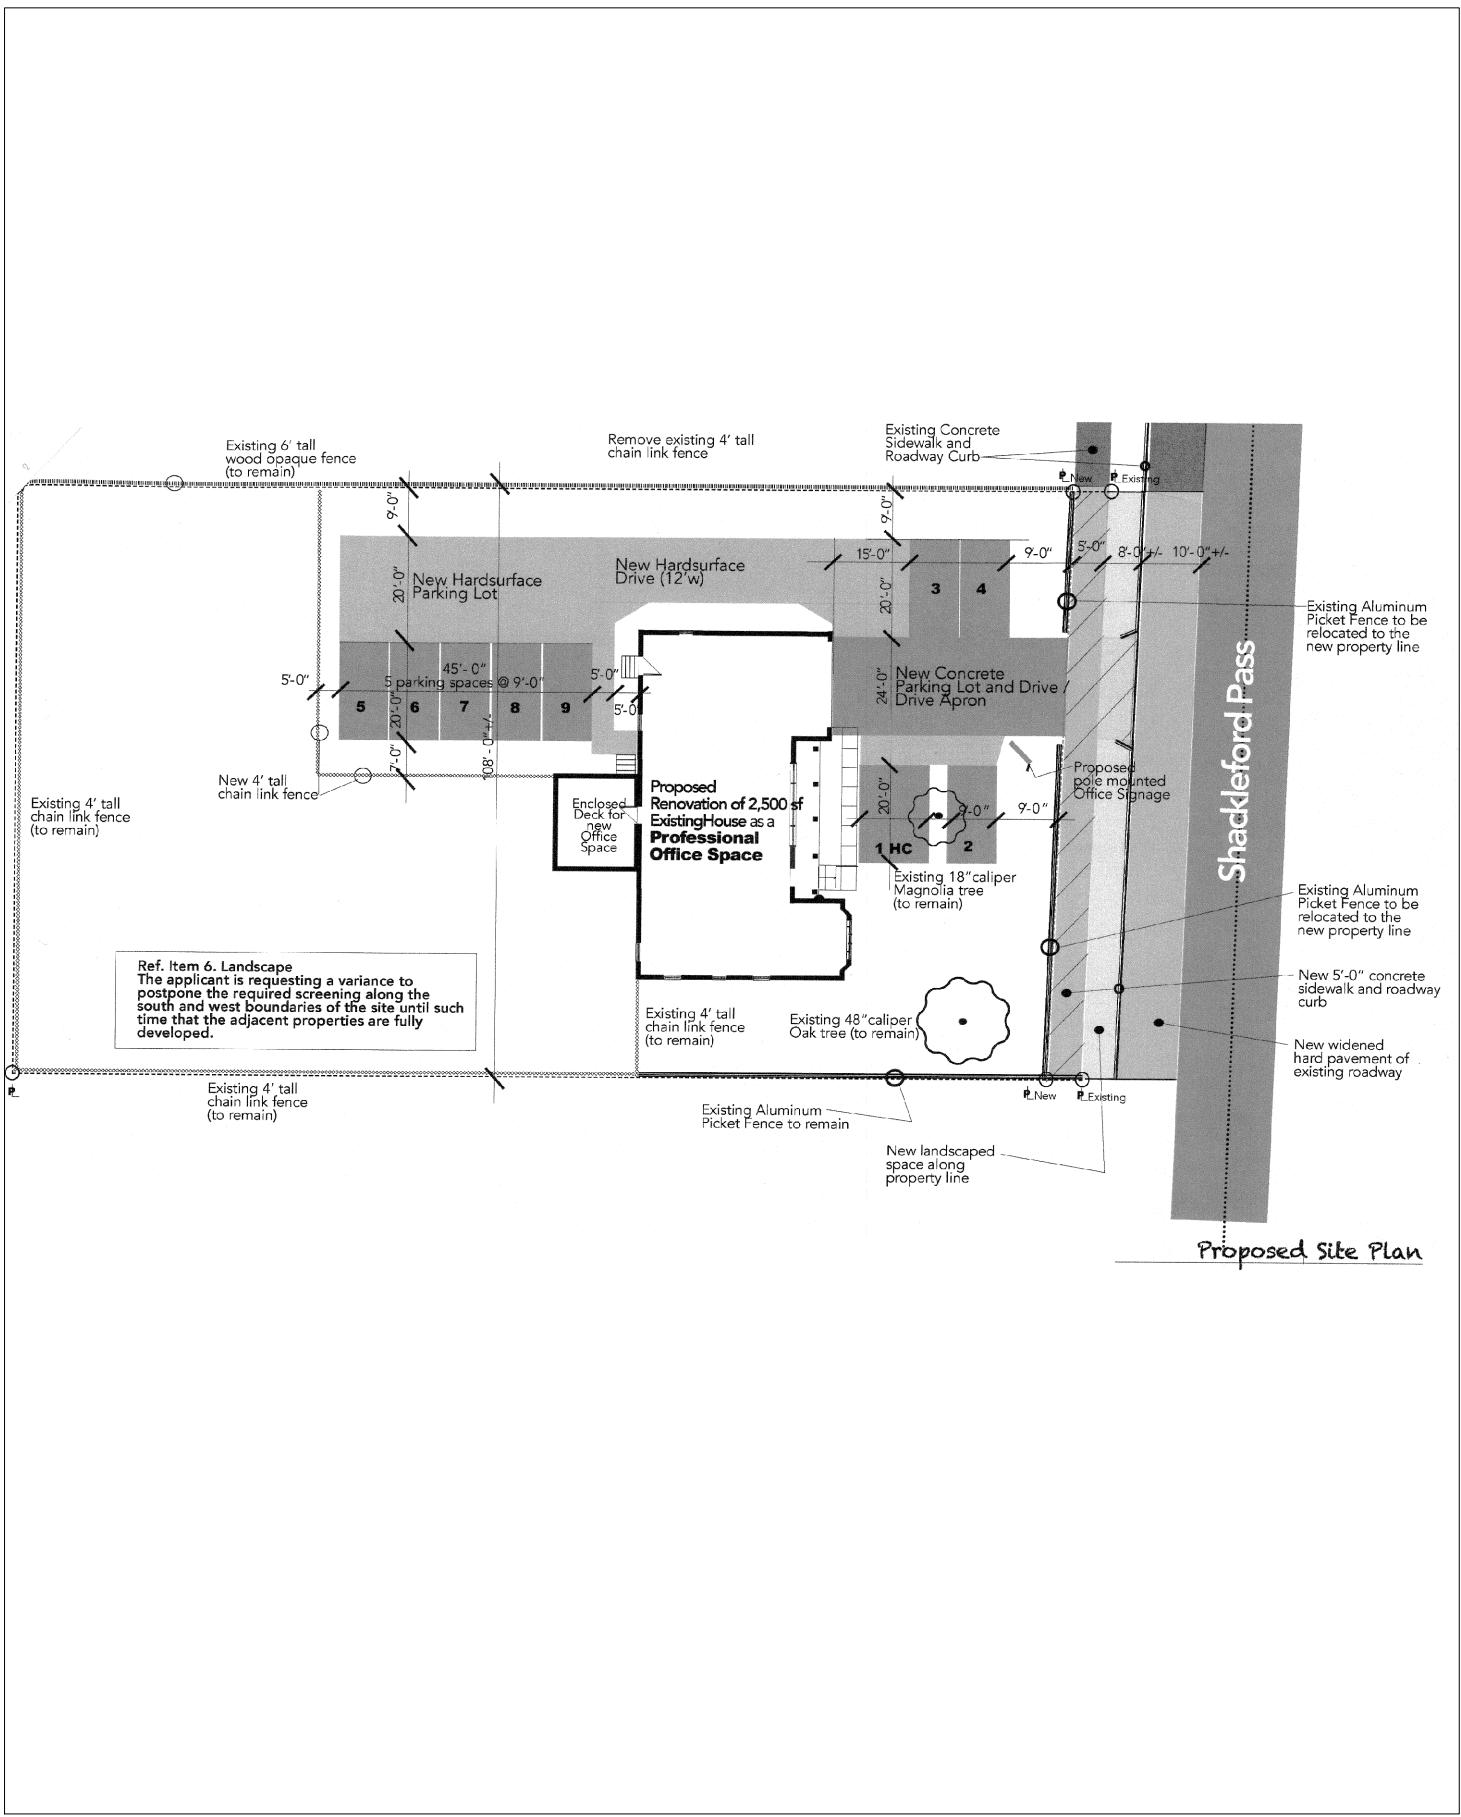 Existing Concrete
Sidewalk and
Roadway Curb
Existing 6' tall
wood opaque fence
(to remain)
Remove existing 4' tall
chain link fence
PL New
PL Existing
9'-0"
9'-0"
15'-0"
9'-0"
5'-0"
8'-0"+/-
10'-0"+/-
New Hardsurface
Parking Lot
New Hardsurface
Drive (12'w)
20'-0"
20'-0"
3
4
Existing Aluminum
Picket Fence to be
relocated to the
new property line
New Concrete
Parking Lot and Drive /
Drive Apron
24'-0"
45'-0"
5 parking spaces @ 9'-0"
5'-0"
5'-0"
5'-0"
5
6
7
8
9
20'-0"
7'-0"
108'-0"+/-
Shackleford Pass
New 4' tall
chain link fence
Existing 4' tall
chain link fence
(to remain)
Enclosed
Deck for
new
Office
Space
Proposed
Renovation of 2,500 sf
ExistingHouse as a
Professional
Office Space
Proposed
pole mounted
Office Signage
20'-0"
9'-0"
9'-0"
1 HC
2
Existing 18"caliper
Magnolia tree
(to remain)
Existing Aluminum
Picket Fence to be
relocated to the
new property line
Ref. Item 6. Landscape
The applicant is requesting a variance to
postpone the required screening along the
south and west boundaries of the site until such
time that the adjacent properties are fully
developed.
New 5'-0" concrete
sidewalk and roadway
curb
Existing 4' tall
chain link fence
(to remain)
Existing 48"caliper
Oak tree (to remain)
New widened
hard pavement of
existing roadway
PL
Existing 4' tall
chain link fence
(to remain)
PL New
PL Existing
Existing Aluminum
Picket Fence to remain
New landscaped
space along
property line
Proposed Site Plan